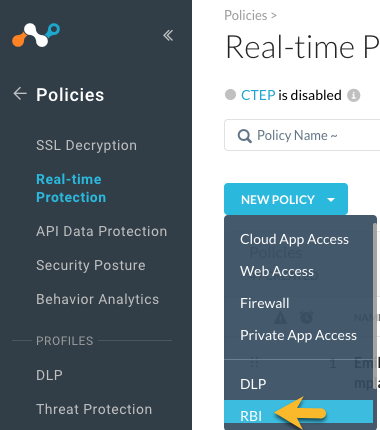 Policies
SSL Decryption
Real-time
Protection
API Data Protection
Security Posture
Behavior Analytics
PROFILES
DLP
Threat Protection
Policies >
Real-time P
CTEP is disabled
Policy Name ~
NEW POLICY
Cloud App Access
Web Access
Firewall
Private App Access
DLP
RBI